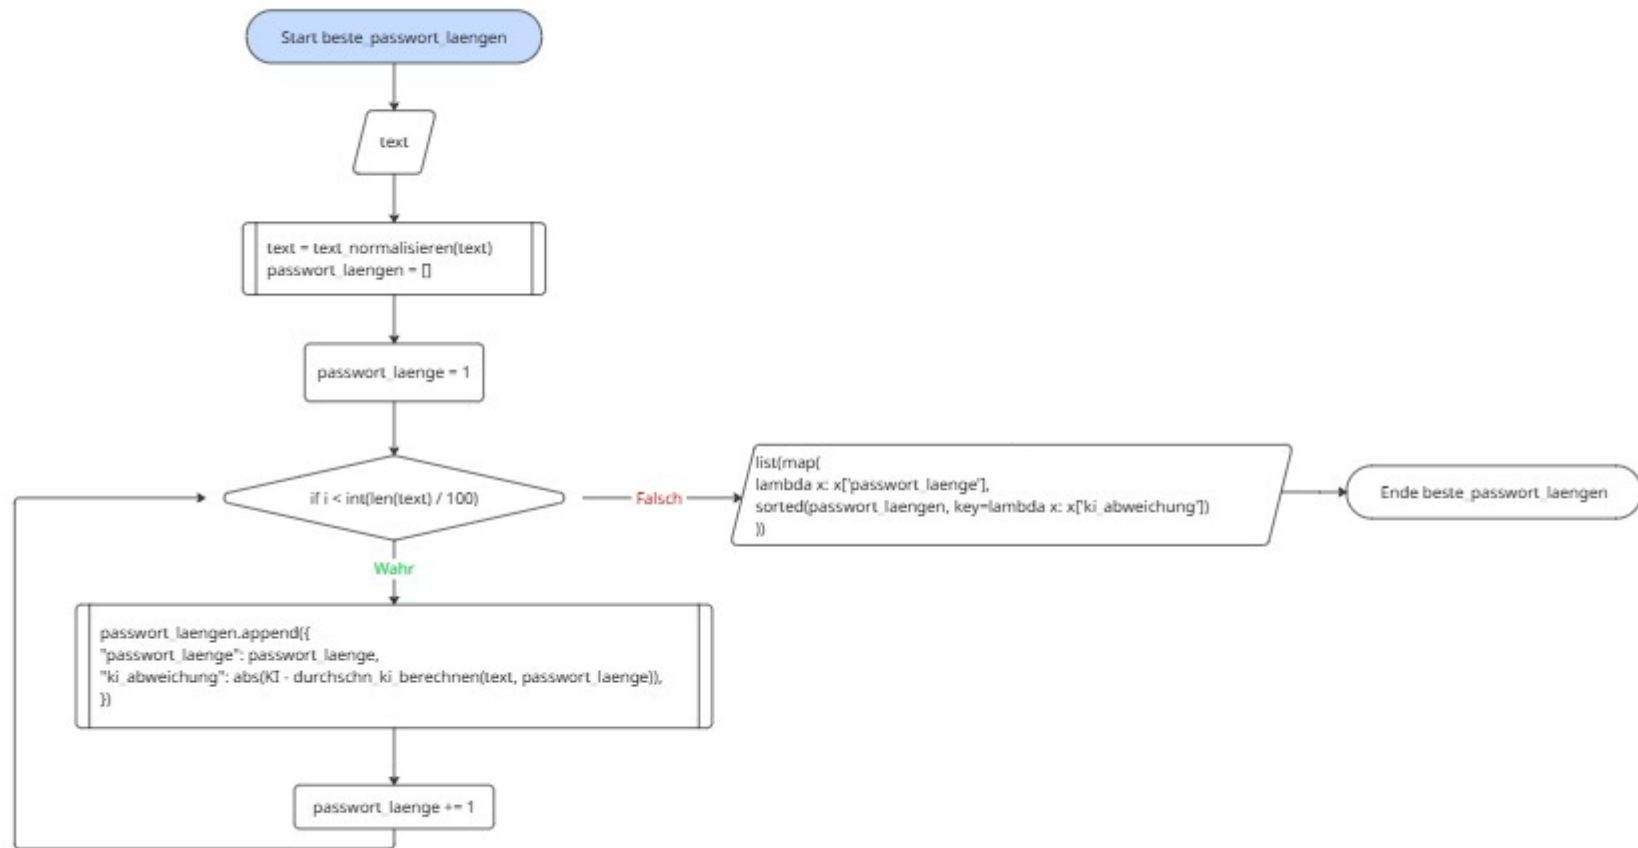 Start beste_passwort_laengen
text
text = text_normalisieren(text)
passwort_laengen = []
passwort_laenge = 1
if i < int(len(text) / 100)
Falsch
list(map(
lambda x: x['passwort_laenge'],
sorted(passwort_laengen, key=lambda x: x['ki_abweichung'])
))
Ende beste_passwort_laengen
Wahr
passwort_laengen.append({
"passwort_laenge": passwort_laenge,
"ki_abweichung": abs(KI - durchschn_ki_berechnen(text, passwort_laenge)),
})
passwort_laenge += 1